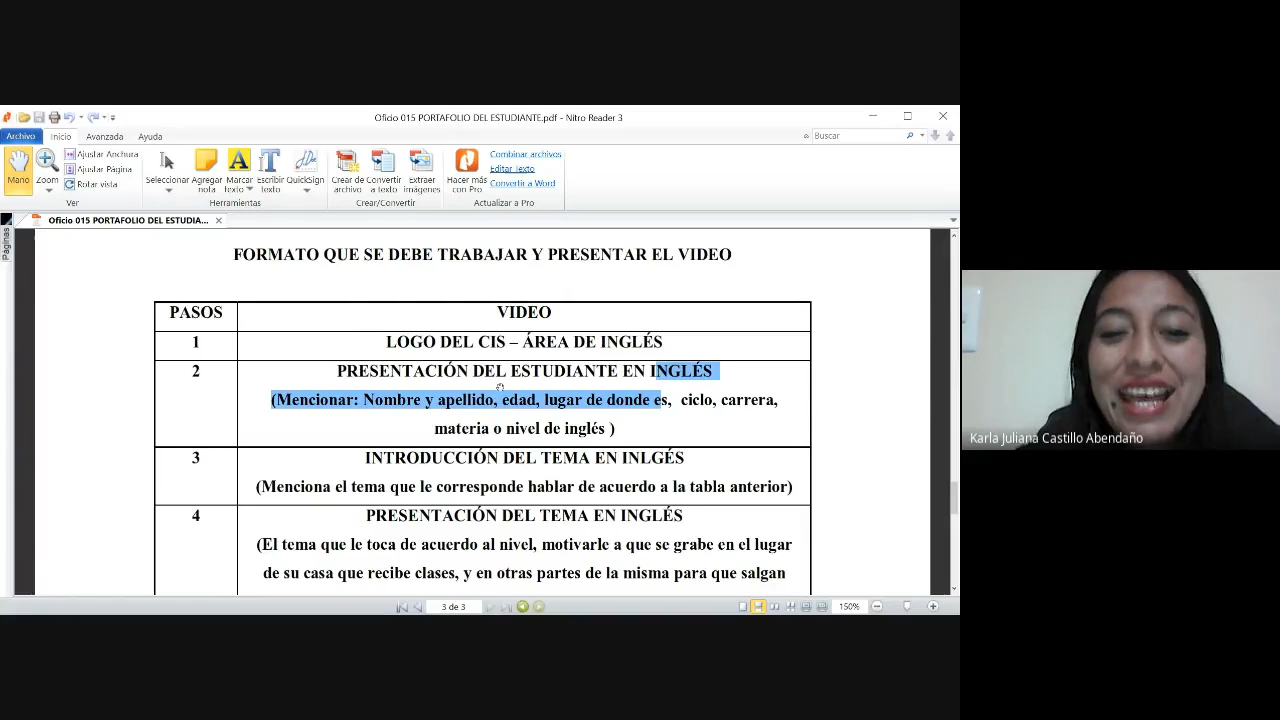 Oficio 015 PORTAFOLIO DEL ESTUDIANTE.pdf - Nitro Reader 3
Archivo Inicio Avanzada Ayuda
Buscar
Mano
Zoom
Ajustar Anchura
Ajustar Página
Rotar vista
Ver
Seleccionar
Agregar nota
Marcar texto
Escribir texto
QuickSign
Herramientas
Crear de archivo
Convertir a texto
Extraer imágenes
Crear/Convertir
Hacer más con Pro
Combinar archivos
Editar Texto
Convertir a Word
Actualizar a Pro
Oficio 015 PORTAFOLIO DEL ESTUDIA...
Páginas
FORMATO QUE SE DEBE TRABAJAR Y PRESENTAR EL VIDEO
PASOS VIDEO
1 LOGO DEL CIS – ÁREA DE INGLÉS
2 PRESENTACIÓN DEL ESTUDIANTE EN INGLÉS
(Mencionar: Nombre y apellido, edad, lugar de donde es, ciclo, carrera,
materia o nivel de inglés )
3 INTRODUCCIÓN DEL TEMA EN INLGÉS
(Menciona el tema que le corresponde hablar de acuerdo a la tabla anterior)
4 PRESENTACIÓN DEL TEMA EN INGLÉS
(El tema que le toca de acuerdo al nivel, motivarle a que se grabe en el lugar
de su casa que recibe clases, y en otras partes de la misma para que salgan
3 de 3
150%
Karla Juliana Castillo Abendaño